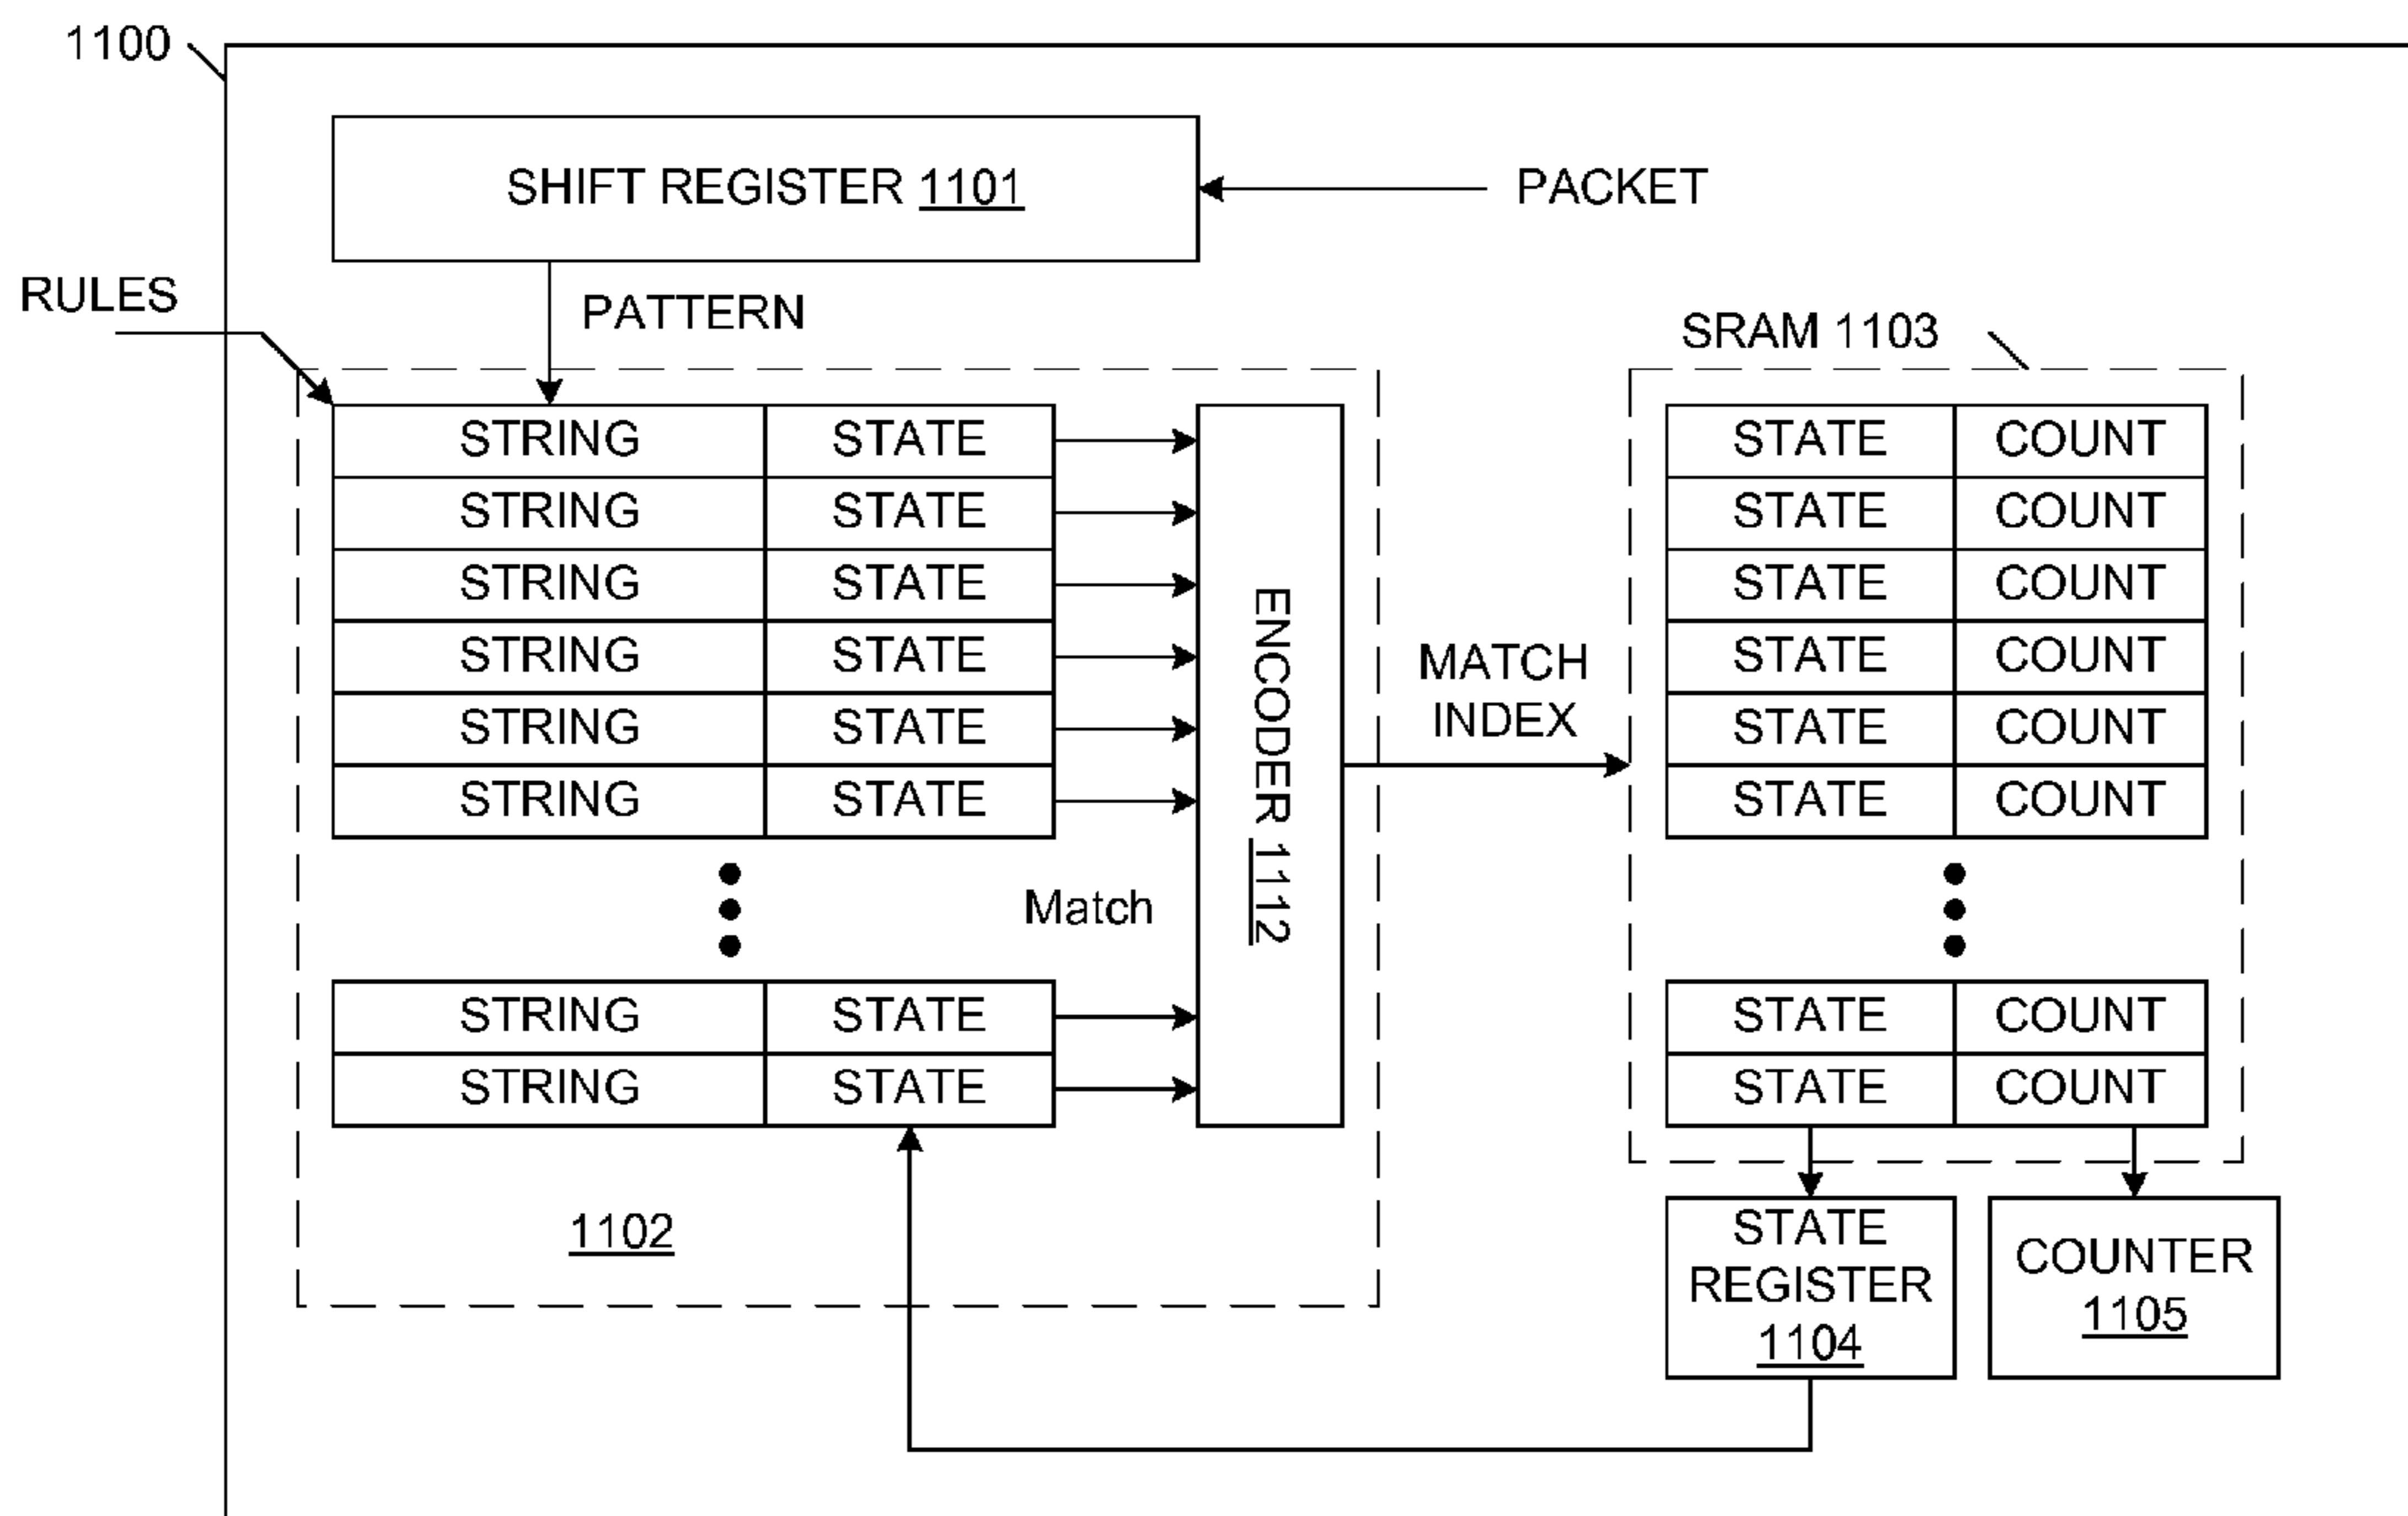 1100
SHIFT REGISTER 1101
PACKET
RULES
PATTERN
SRAM 1103
STRING STATE
STRING STATE
STRING STATE
STRING STATE
STRING STATE
STRING STATE
Match
STRING STATE
STRING STATE
ENCODER 1112
1102
MATCH
INDEX
STATE COUNT
STATE COUNT
STATE COUNT
STATE COUNT
STATE COUNT
STATE COUNT
STATE COUNT
STATE COUNT
STATE
REGISTER
1104
COUNTER
1105